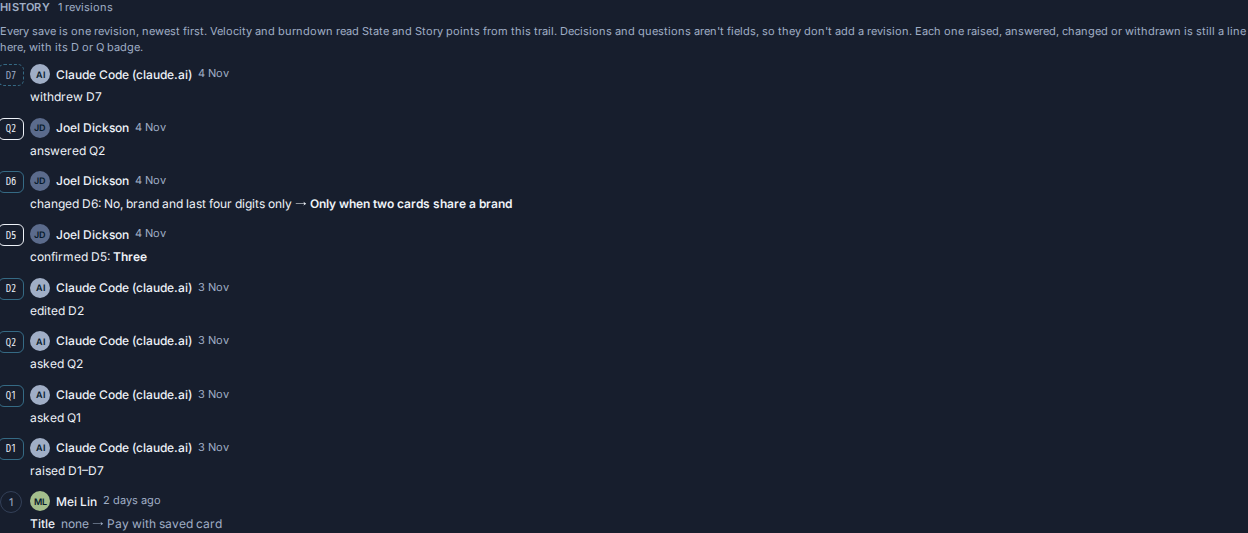 HISTORY 1 revisions
Every save is one revision, newest first. Velocity and burndown read State and Story points from this trail. Decisions and questions aren't fields, so they don't add a revision. Each one raised, answered, changed or withdrawn is still a line
here, with its D or Q badge.
D7 AI Claude Code (claude.ai) 4 Nov
withdrew D7
Q2 JD Joel Dickson 4 Nov
answered Q2
D6 JD Joel Dickson 4 Nov
changed D6: No, brand and last four digits only → Only when two cards share a brand
D5 JD Joel Dickson 4 Nov
confirmed D5: Three
D2 AI Claude Code (claude.ai) 3 Nov
edited D2
Q2 AI Claude Code (claude.ai) 3 Nov
asked Q2
Q1 AI Claude Code (claude.ai) 3 Nov
asked Q1
D1 AI Claude Code (claude.ai) 3 Nov
raised D1–D7
1 ML Mei Lin 2 days ago
Title none → Pay with saved card